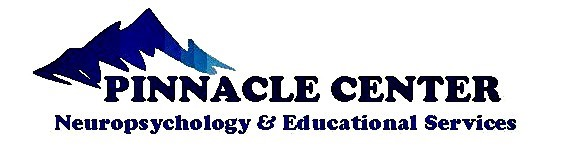 PINNACLE CENTER
Neuropsychology & Educational Services